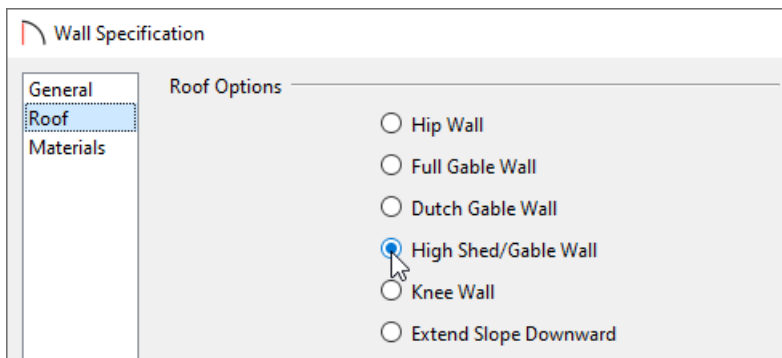 Wall Specification
General
Roof
Materials
Roof Options
Hip Wall
Full Gable Wall
Dutch Gable Wall
High Shed/Gable Wall
Knee Wall
Extend Slope Downward